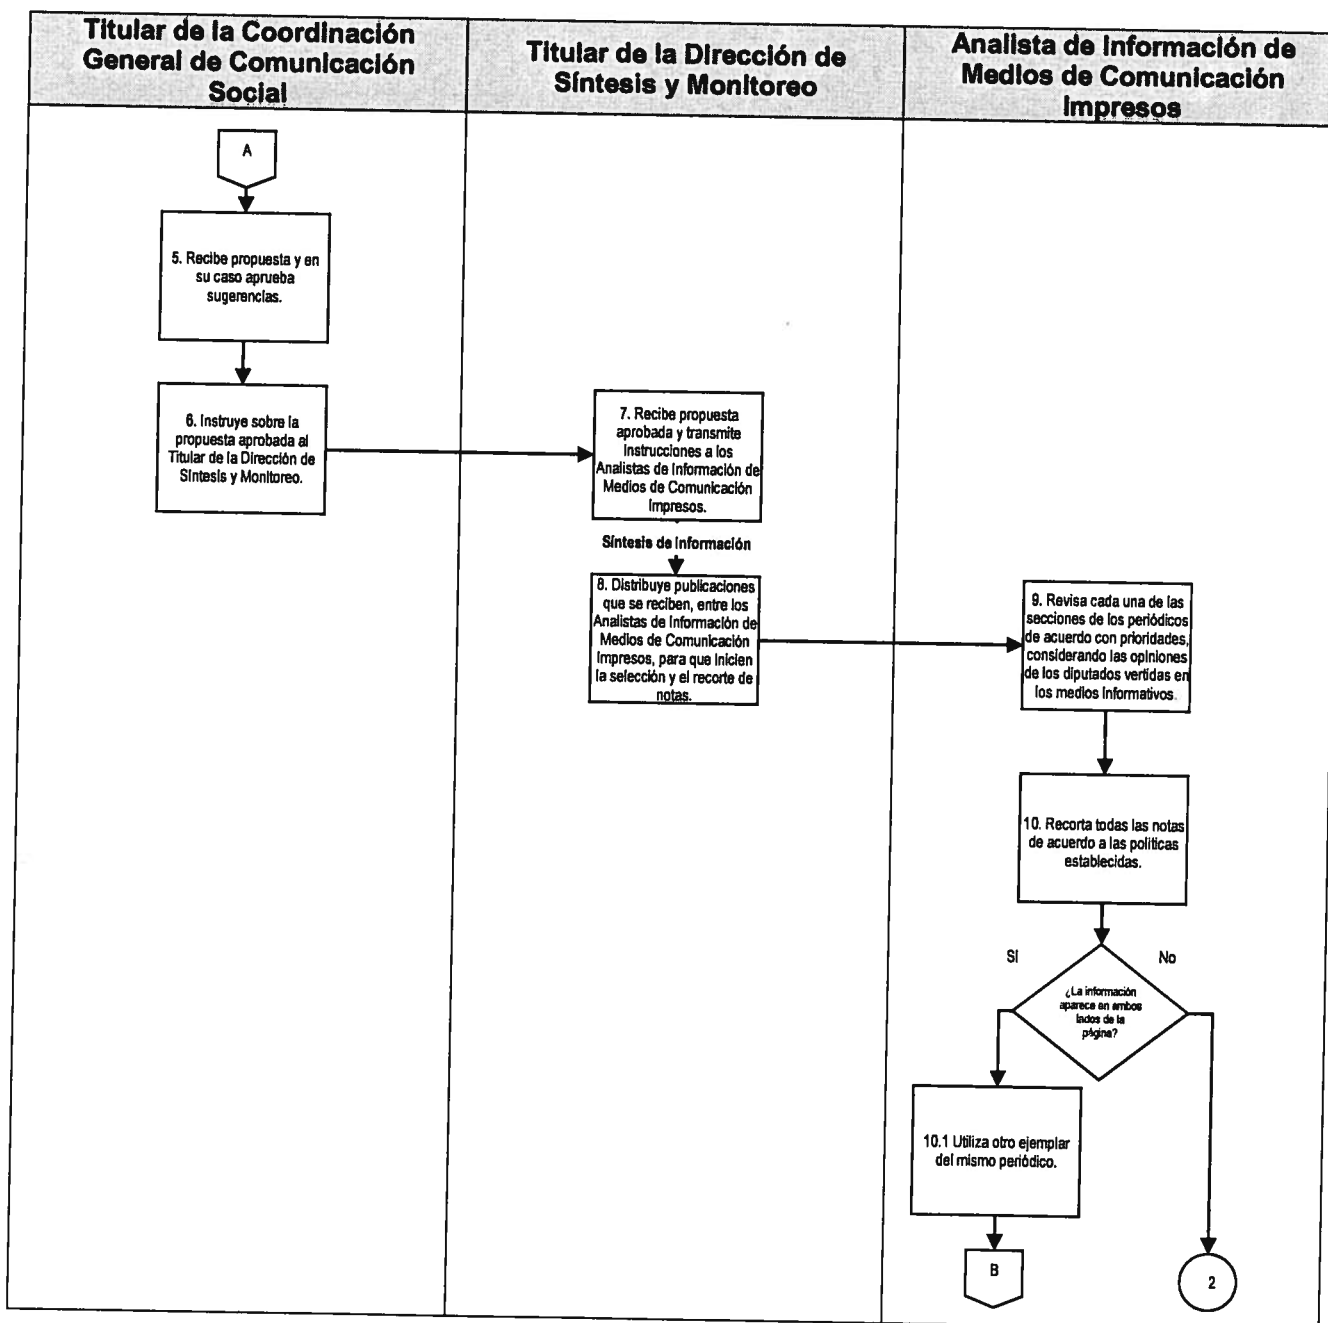 Titular de la Coordinación
General de Comunicación
Social
Titular de la Dirección de
Síntesis y Monitoreo
Analista de Información de
Medios de Comunicación
Impresos
A
5. Recibe propuesta y en
su caso aprueba
sugerencias.
6. Instruye sobre la
propuesta aprobada al
Titular de la Dirección de
Síntesis y Monitoreo.
7. Recibe propuesta
aprobada y transmite
instrucciones a los
Analistas de Información de
Medios de Comunicación
Impresos.
Síntesis de Información
8. Distribuye publicaciones
que se reciben, entre los
Analistas de Información de
Medios de Comunicación
Impresos, para que inicien
la selección y el recorte de
notas.
9. Revisa cada una de las
secciones de los periódicos
de acuerdo con prioridades,
considerando las opiniones
de los diputados vertidas en
los medios informativos.
10. Recorta todas las notas
de acuerdo a las políticas
establecidas.
Sí
No
¿La información
aparece en ambos
lados de la
página?
10.1 Utiliza otro ejemplar
del mismo periódico.
B
2